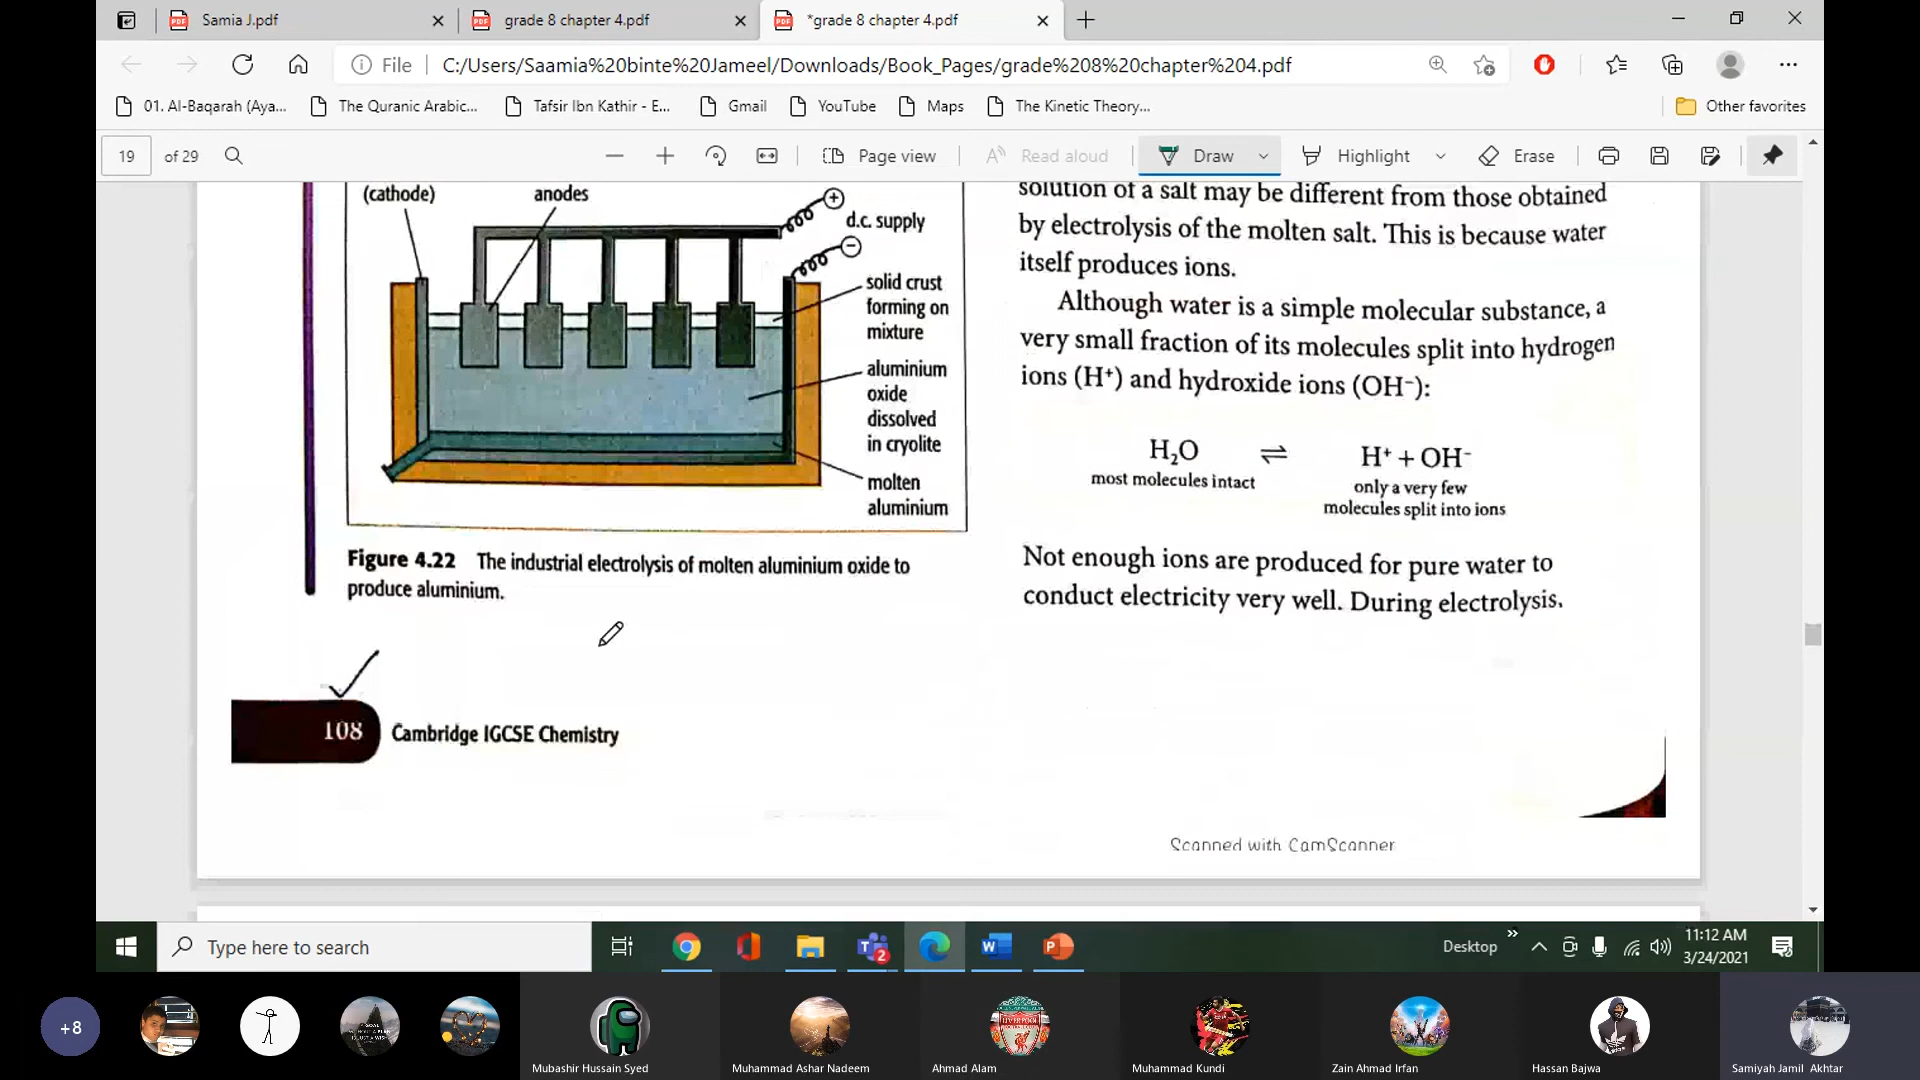 Samia J.pdf
grade 8 chapter 4.pdf
*grade 8 chapter 4.pdf
File
C:/Users/Saamia%20binte%20Jameel/Downloads/Book_Pages/grade%208%20chapter%204.pdf
01. Al-Baqarah (Aya...
The Quranic Arabic...
Tafsir Ibn Kathir - E...
Gmail
YouTube
Maps
The Kinetic Theory...
Other favorites
19 of 29
Page view
Read aloud
Draw
Highlight
Erase
(cathode)
anodes
+
d.c. supply
−
solid crust
forming on
mixture
aluminium
oxide
dissolved
in cryolite
molten
aluminium
Figure 4.22 The industrial electrolysis of molten aluminium oxide to
produce aluminium.
108 Cambridge IGCSE Chemistry
solution of a salt may be different from those obtained
by electrolysis of the molten salt. This is because water
itself produces ions.
Although water is a simple molecular substance, a
very small fraction of its molecules split into hydrogen
ions (H⁺) and hydroxide ions (OH⁻):
H₂O ⇌ H⁺ + OH⁻
most molecules intact
only a very few
molecules split into ions
Not enough ions are produced for pure water to
conduct electricity very well. During electrolysis.
Scanned with CamScanner
Type here to search
2
Desktop
11:12 AM
3/24/2021
+8
Mubashir Hussain Syed
Muhammad Ashar Nadeem
Ahmad Alam
Muhammad Kundi
Zain Ahmad Irfan
Hassan Bajwa
Samiyah Jamil Akhtar